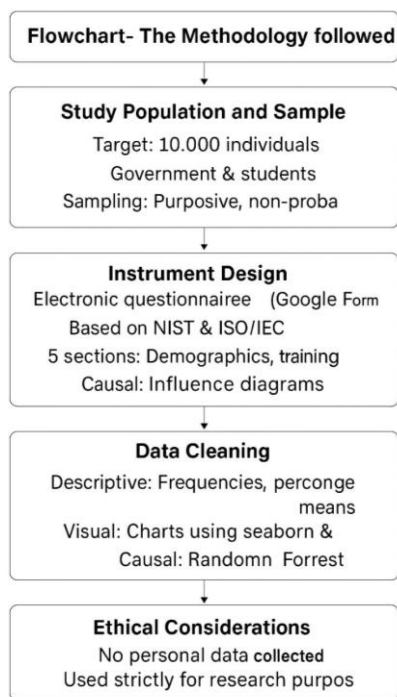 Flowchart- The Methodology followed
Study Population and Sample
Target: 10.000 individuals
Government & students
Sampling: Purposive, non-proba
Instrument Design
Electronic questionnairee (Google Form
Based on NIST & ISO/IEC
5 sections: Demographics, training
Causal: Influence diagrams
Data Cleaning
Descriptive: Frequencies, perconge
means
Visual: Charts using seaborn &
Causal: Randomn Forrest
Ethical Considerations
No personal data collected
Used strictly for research purpos